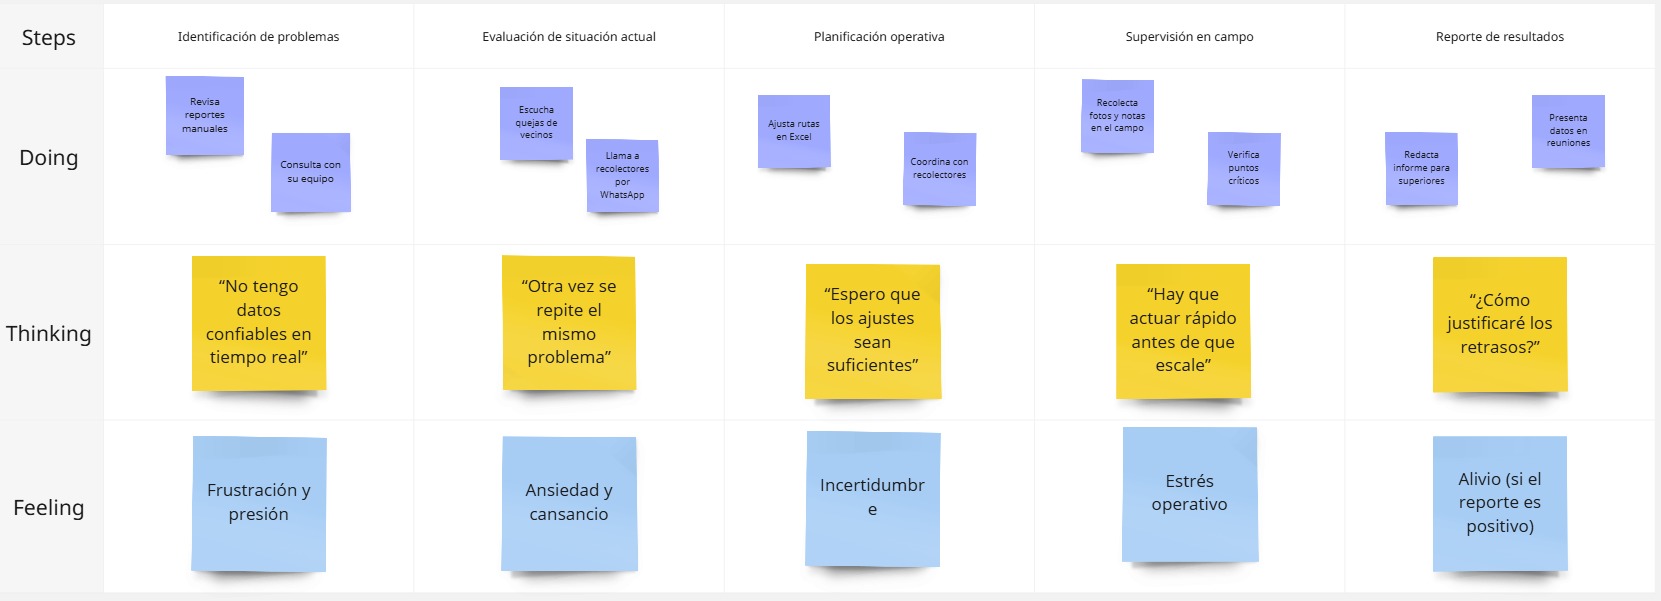 Steps
Identificación de problemas
Evaluación de situación actual
Planificación operativa
Supervisión en campo
Reporte de resultados
Doing
Revisa
reportes
manuales
Consulta con
su equipo
Escucha
quejas de
vecinos
Llama a
recolectores
por
WhatsApp
Ajusta rutas
en Excel
Coordina con
recolectores
Recolecta
fotos y notas
en el campo
Verifica
puntos
críticos
Redacta
informe para
superiores
Presenta
datos en
reuniones
Thinking
“No tengo
datos
confiables en
tiempo real”
“Otra vez se
repite el
mismo
problema”
“Espero que
los ajustes
sean
suficientes”
“Hay que
actuar rápido
antes de que
escale”
“¿Cómo
justificaré los
retrasos?”
Feeling
Frustración y
presión
Ansiedad y
cansancio
Incertidumbr
e
Estrés
operativo
Alivio (si el
reporte es
positivo)